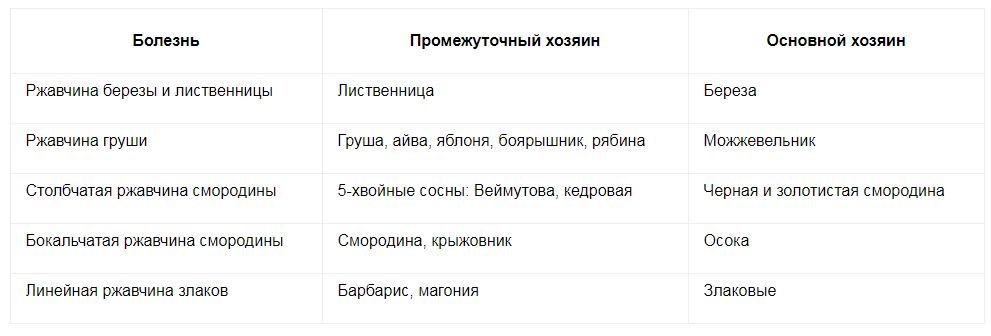 Болезнь Промежуточный хозяин Основной хозяин
Ржавчина березы и лиственницы Лиственница Береза
Ржавчина груши Груша, айва, яблоня, боярышник, рябина Можжевельник
Столбчатая ржавчина смородины 5-хвойные сосны: Веймутова, кедровая Черная и золотистая смородина
Бокальчатая ржавчина смородины Смородина, крыжовник Осока
Линейная ржавчина злаков Барбарис, магония Злаковые